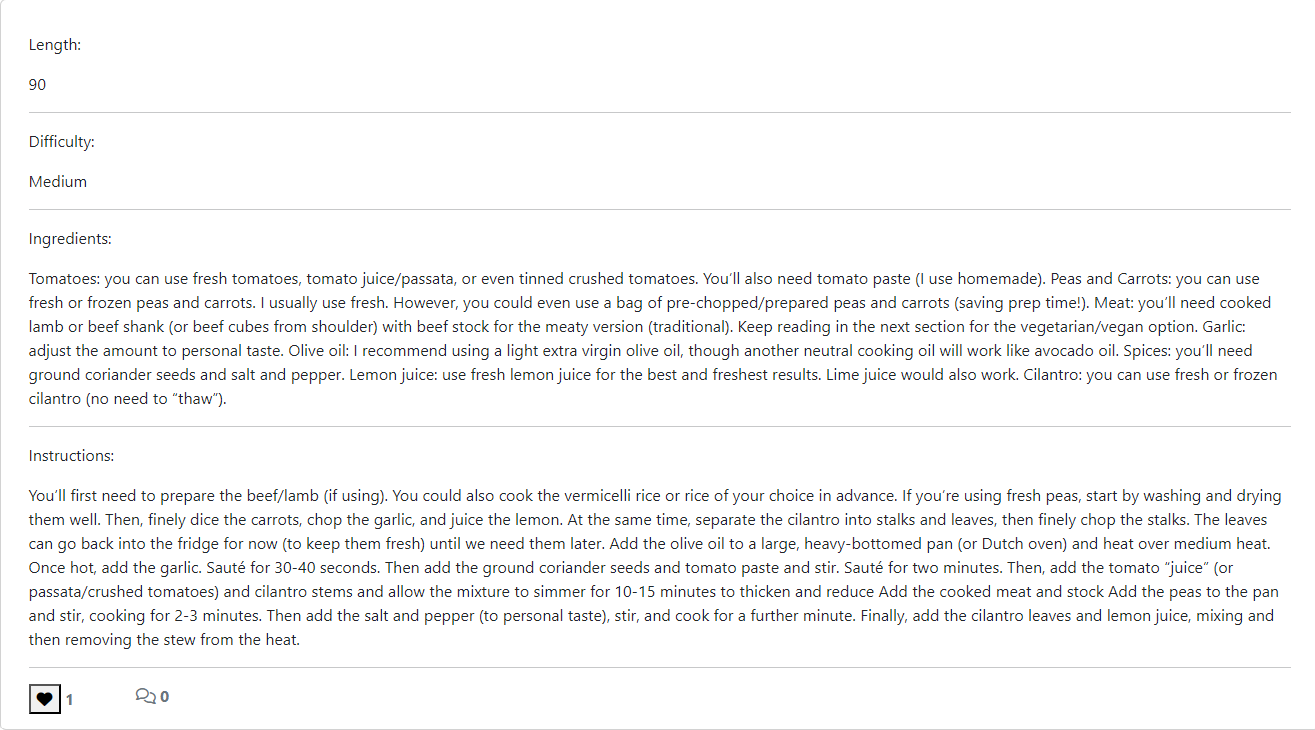 Length:
90
Difficulty:
Medium
Ingredients:
Tomatoes: you can use fresh tomatoes, tomato juice/passata, or even tinned crushed tomatoes. You’ll also need tomato paste (I use homemade). Peas and Carrots: you can use
fresh or frozen peas and carrots. I usually use fresh. However, you could even use a bag of pre-chopped/prepared peas and carrots (saving prep time!). Meat: you’ll need cooked
lamb or beef shank (or beef cubes from shoulder) with beef stock for the meaty version (traditional). Keep reading in the next section for the vegetarian/vegan option. Garlic:
adjust the amount to personal taste. Olive oil: I recommend using a light extra virgin olive oil, though another neutral cooking oil will work like avocado oil. Spices: you’ll need
ground coriander seeds and salt and pepper. Lemon juice: use fresh lemon juice for the best and freshest results. Lime juice would also work. Cilantro: you can use fresh or frozen
cilantro (no need to “thaw”).
Instructions:
You’ll first need to prepare the beef/lamb (if using). You could also cook the vermicelli rice or rice of your choice in advance. If you’re using fresh peas, start by washing and drying
them well. Then, finely dice the carrots, chop the garlic, and juice the lemon. At the same time, separate the cilantro into stalks and leaves, then finely chop the stalks. The leaves
can go back into the fridge for now (to keep them fresh) until we need them later. Add the olive oil to a large, heavy-bottomed pan (or Dutch oven) and heat over medium heat.
Once hot, add the garlic. Sauté for 30-40 seconds. Then add the ground coriander seeds and tomato paste and stir. Sauté for two minutes. Then, add the tomato “juice” (or
passata/crushed tomatoes) and cilantro stems and allow the mixture to simmer for 10-15 minutes to thicken and reduce Add the cooked meat and stock Add the peas to the pan
and stir, cooking for 2-3 minutes. Then add the salt and pepper (to personal taste), stir, and cook for a further minute. Finally, add the cilantro leaves and lemon juice, mixing and
then removing the stew from the heat.
1 0